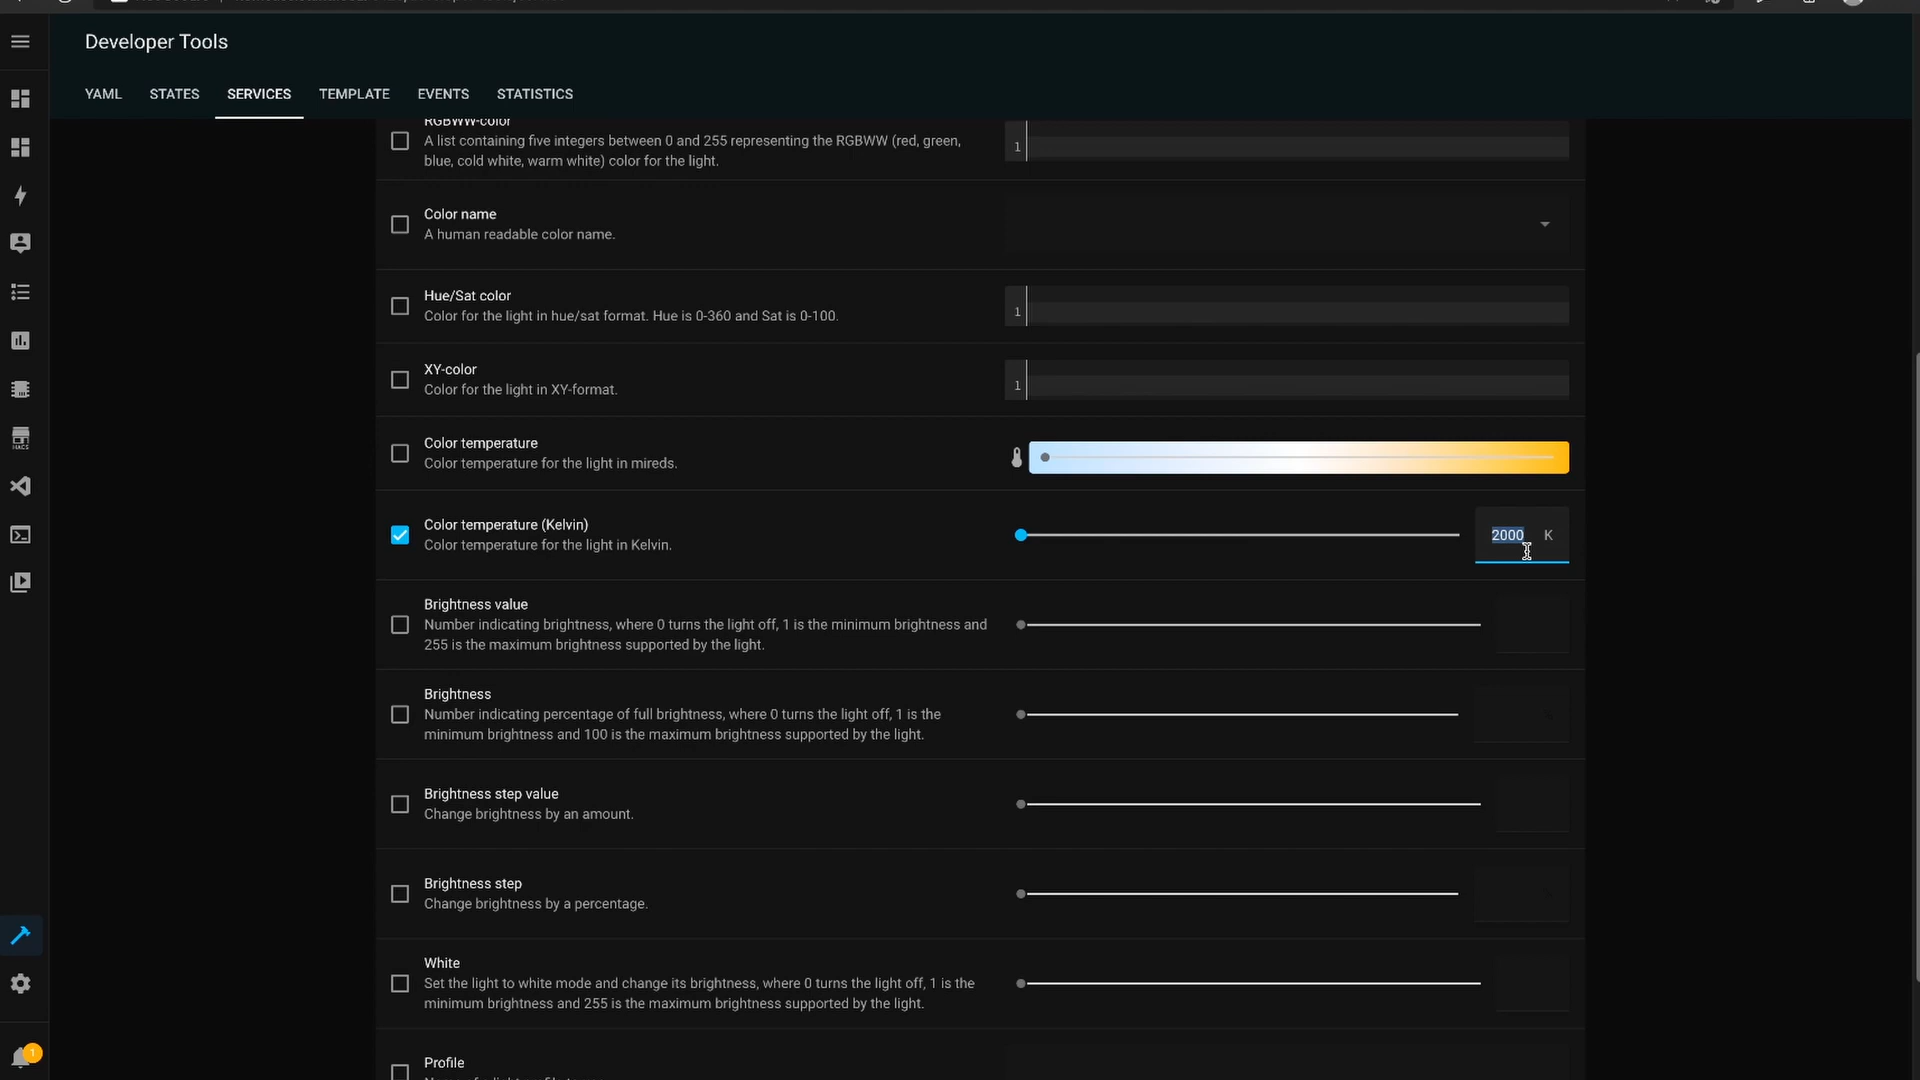 Developer Tools
YAML STATES SERVICES TEMPLATE EVENTS STATISTICS
RGBWW-color
A list containing five integers between 0 and 255 representing the RGBWW (red, green,
blue, cold white, warm white) color for the light.
1
Color name
A human readable color name.
Hue/Sat color
Color for the light in hue/sat format. Hue is 0-360 and Sat is 0-100.
1
XY-color
Color for the light in XY-format.
1
Color temperature
Color temperature for the light in mireds.
Color temperature (Kelvin)
Color temperature for the light in Kelvin.
2000 K
Brightness value
Number indicating brightness, where 0 turns the light off, 1 is the minimum brightness and
255 is the maximum brightness supported by the light.
Brightness
Number indicating percentage of full brightness, where 0 turns the light off, 1 is the
minimum brightness and 100 is the maximum brightness supported by the light.
Brightness step value
Change brightness by an amount.
Brightness step
Change brightness by a percentage.
White
Set the light to white mode and change its brightness, where 0 turns the light off, 1 is the
minimum brightness and 255 is the maximum brightness supported by the light.
Profile
HACS
1